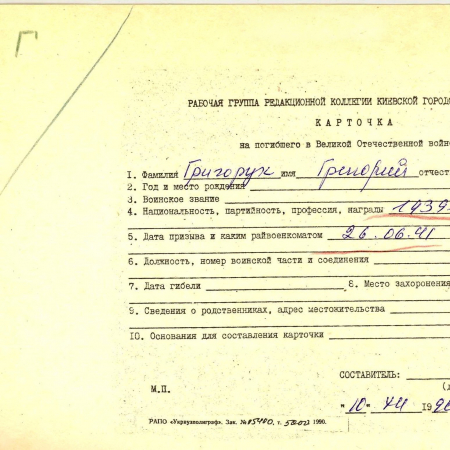 Г
РАБОЧАЯ ГРУППА РЕДАКЦИОННОЙ КОЛЛЕГИИ КИЕВСКОЙ ГОРОД
КАРТОЧКА
на погибшего в Великой Отечественной войне
1. Фамилия Григорук имя Григорий отчест
2. Год и место рождения
3. Воинское звание
4. Национальность, партийность, профессия, награды 1939
5. Дата призыва и каким райвоенкоматом 26.06.41
6. Должность, номер воинской части и соединения
7. Дата гибели 8. Место захоронения
9. Сведения о родственниках, адрес местожительства
10. Основания для составления карточки
СОСТАВИТЕЛЬ:
М.П.
"10" 199
РАПО «Укрвузполиграф». Зак. № т. 1990.